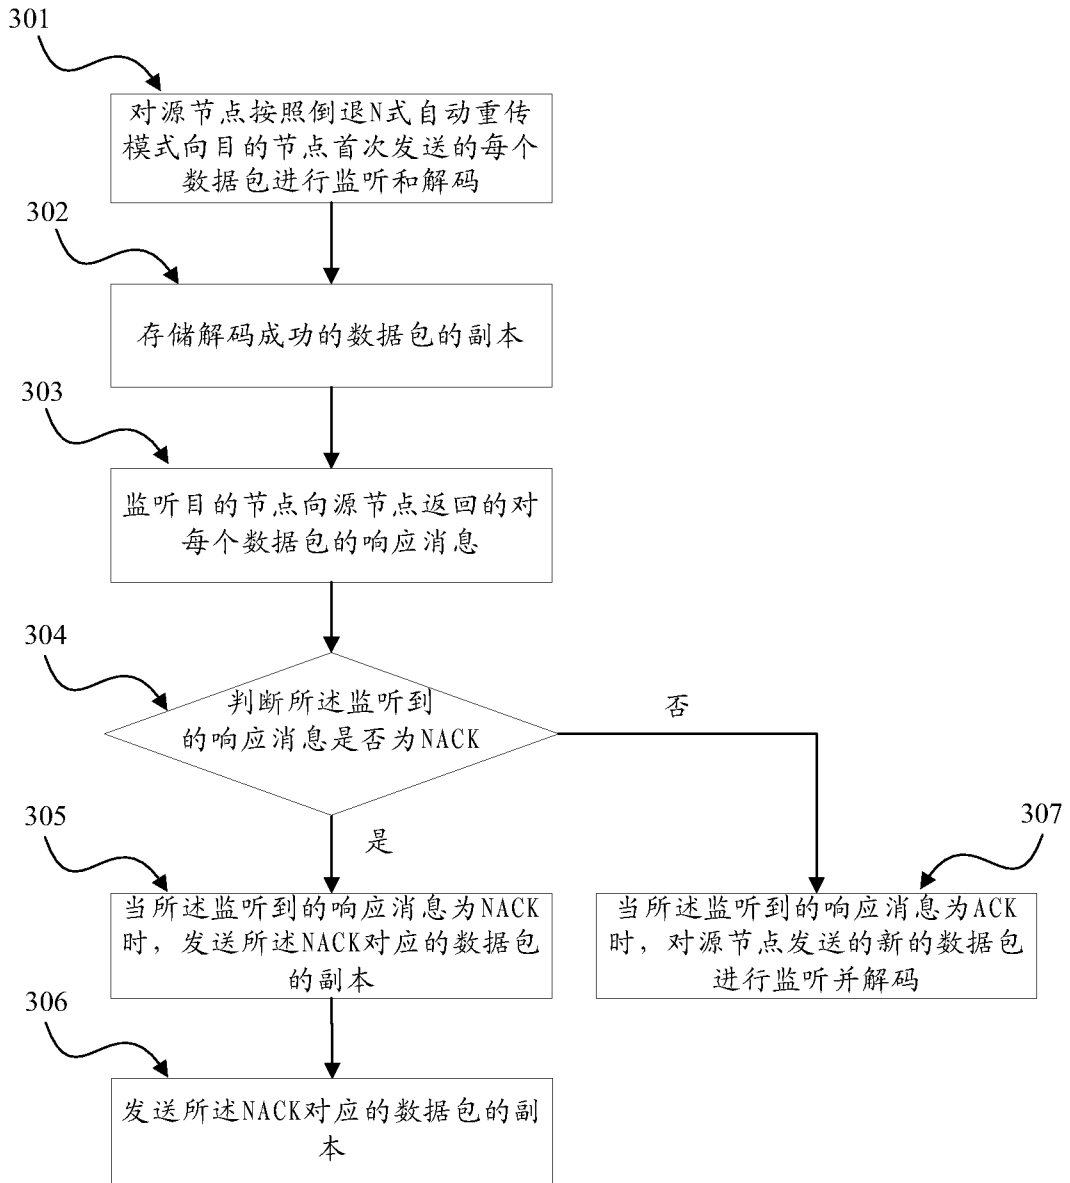 301
对源节点按照倒退N式自动重传
模式向目的节点首次发送的每个
数据包进行监听和解码
302
存储解码成功的数据包的副本
303
监听目的节点向源节点返回的对
每个数据包的响应消息
304
判断所述监听到
的响应消息是否为NACK
否
是
305
当所述监听到的响应消息为NACK
时，发送所述NACK对应的数据包
的副本
307
当所述监听到的响应消息为ACK
时，对源节点发送的新的数据包
进行监听并解码
306
发送所述NACK对应的数据包的副
本